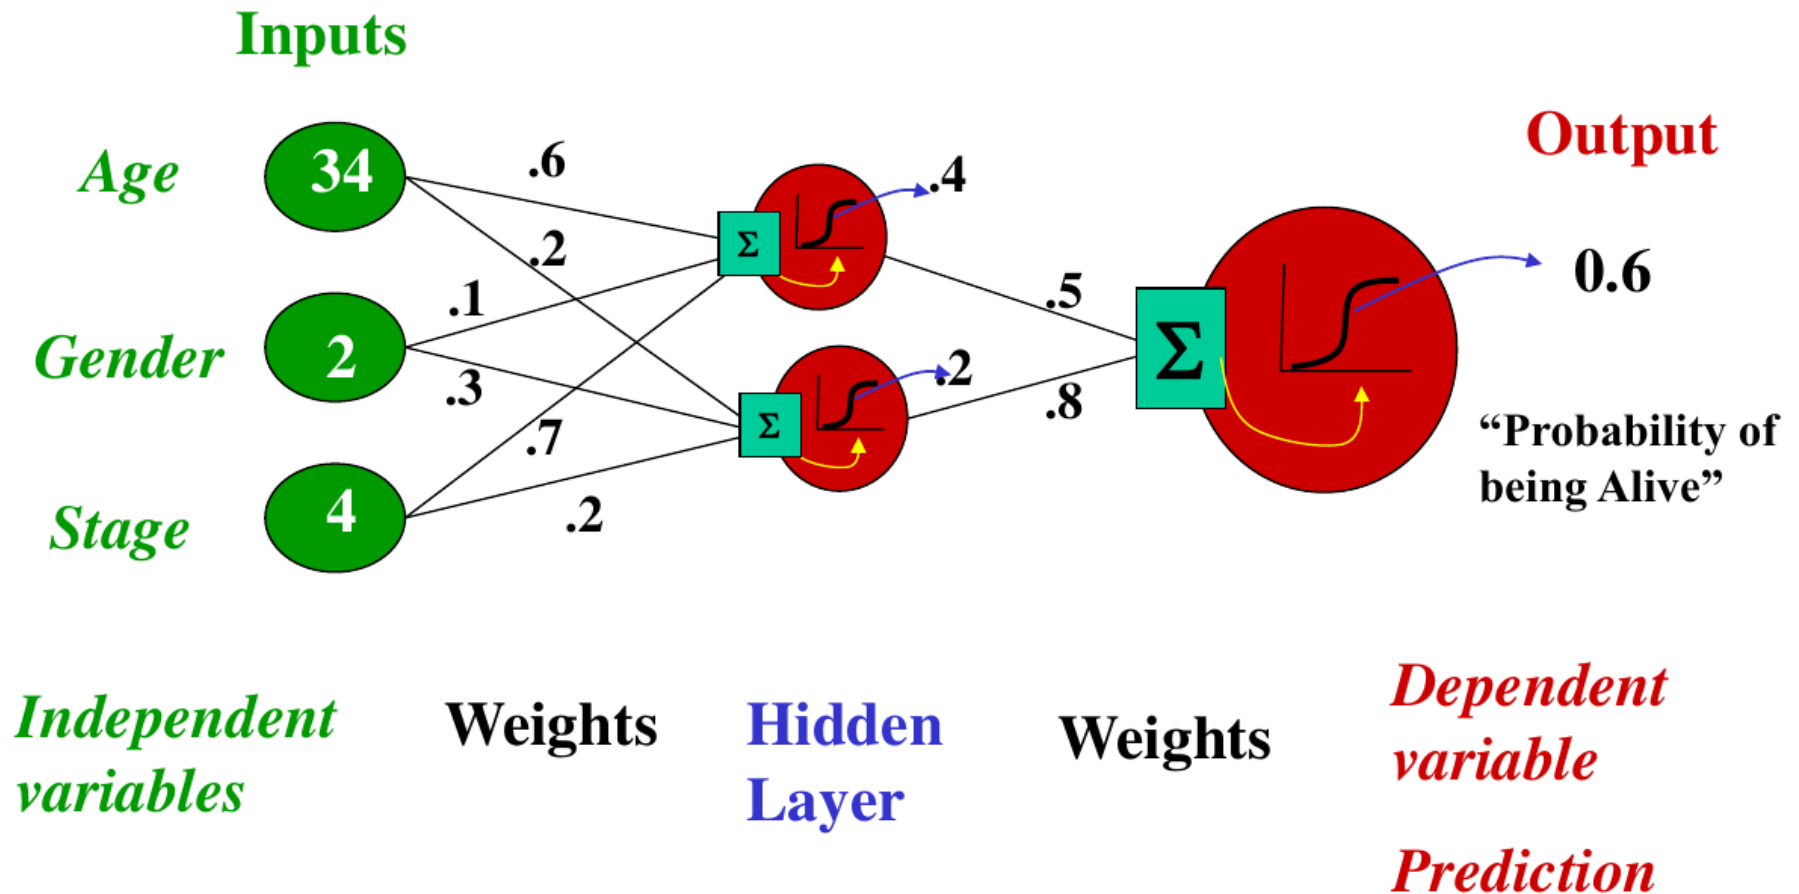 Inputs
Output
Age
34
.6
Σ
.4
.2
.1
Gender
2
.3
Σ
.2
.7
Stage
4
.2
.5
.8
Σ
0.6
“Probability of
being Alive”
Independent
variables
Weights
Hidden
Layer
Weights
Dependent
variable
Prediction